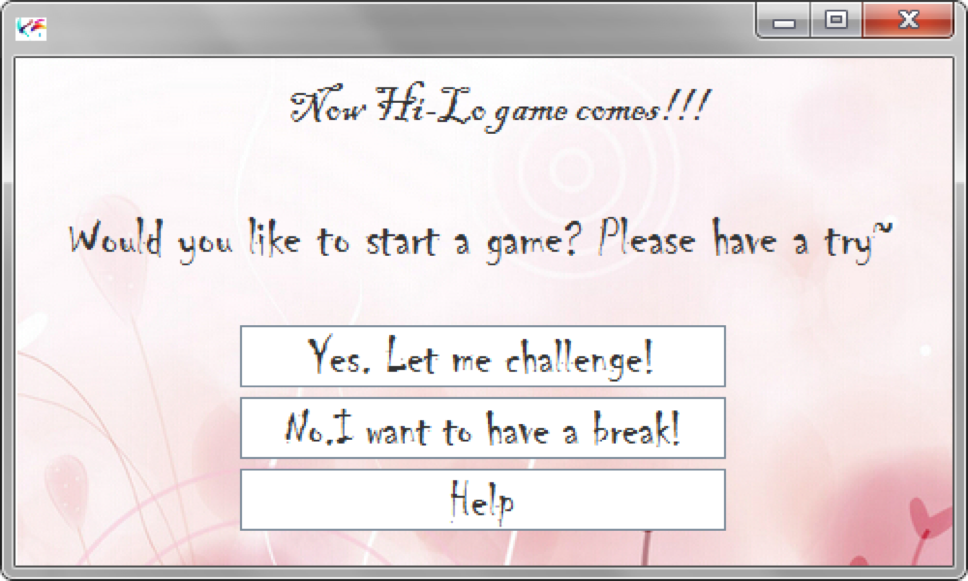 Now Hi-Lo game comes!!!
Would you like to start a game? Please have a try~
Yes. Let me challenge!
No.I want to have a break!
Help